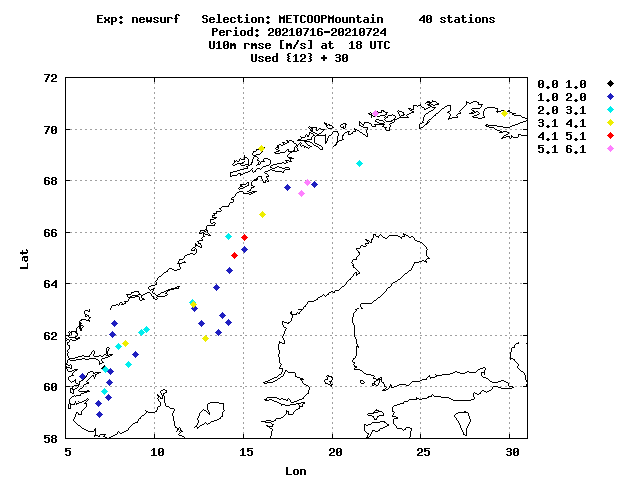 Exp: newsurf Selection: METCOOPMountain 40 stations
Period: 20210716-20210724
U10m rmse [m/s] at 18 UTC
Used {12} + 30
72
70
68
66
64
62
60
58
Lat
5 10 15 20 25 30
Lon
0.0 1.0
1.0 2.0
2.0 3.1
3.1 4.1
4.1 5.1
5.1 6.1